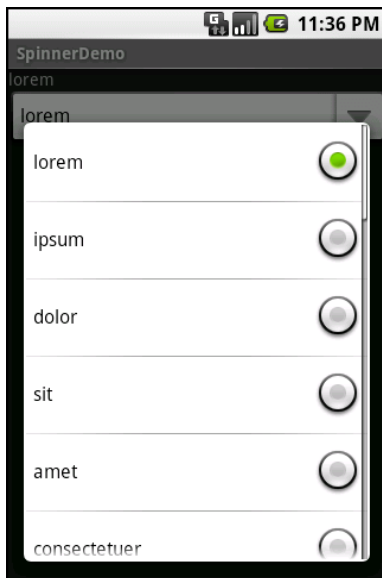 G 11:36 PM
SpinnerDemo
lorem
lorem
lorem
ipsum
dolor
sit
amet
consectetuer